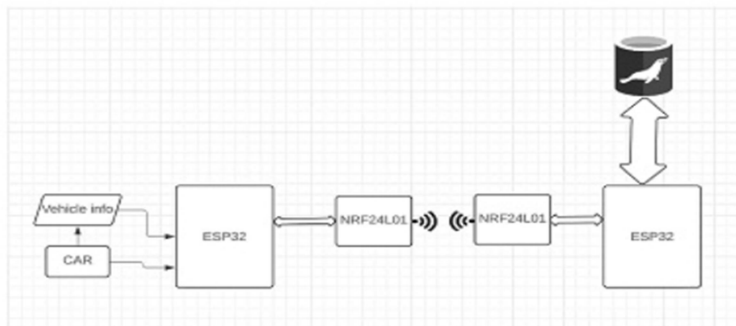 Vehicle info
CAR
ESP32
NRF24L01
NRF24L01
ESP32